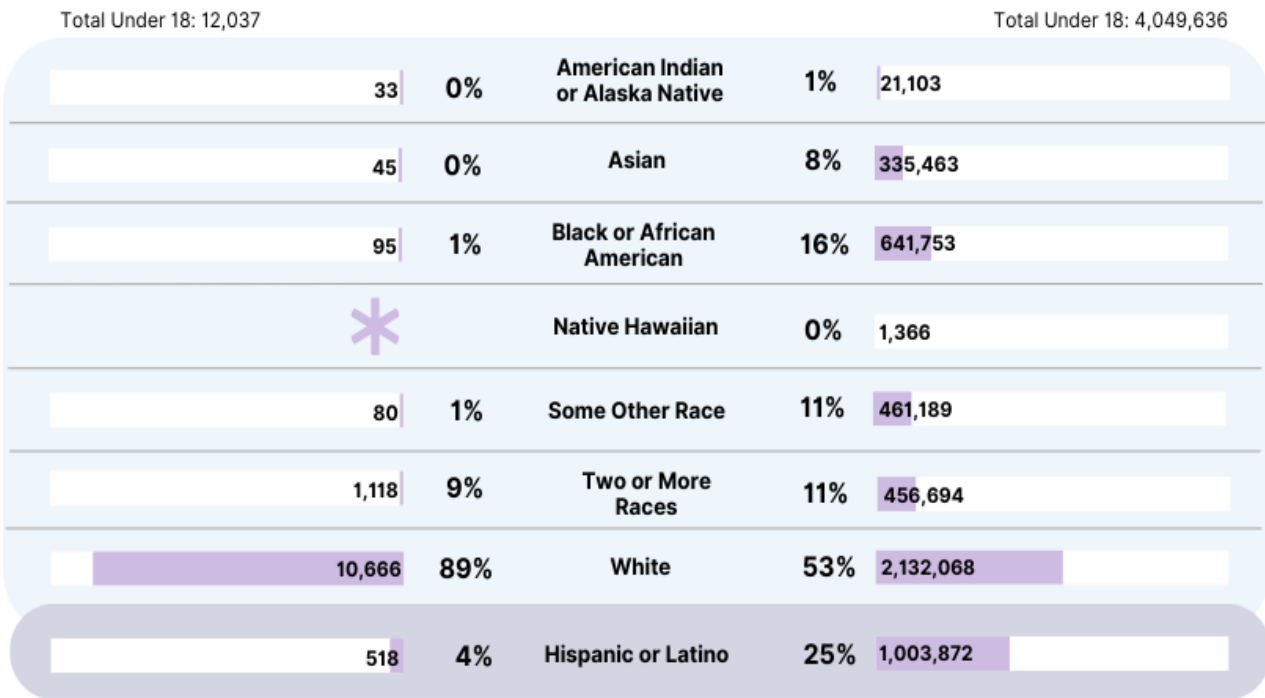 Total Under 18: 12,037
Total Under 18: 4,049,636
33
0%
American Indian
or Alaska Native
1%
21,103
45
0%
Asian
8%
335,463
95
1%
Black or African
American
16%
641,753
*
Native Hawaiian
0%
1,366
80
1%
Some Other Race
11%
461,189
1,118
9%
Two or More
Races
11%
456,694
10,666
89%
White
53%
2,132,068
518
4%
Hispanic or Latino
25%
1,003,872